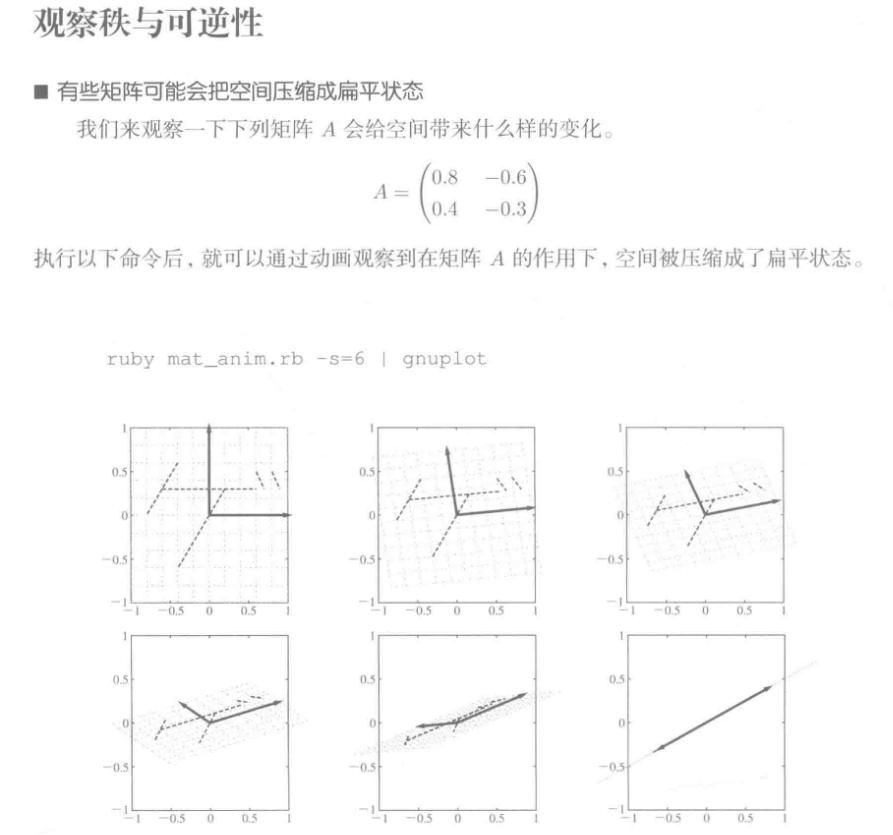 观察秩与可逆性
■ 有些矩阵可能会把空间压缩成扁平状态
我们来观察一下下列矩阵 A 会给空间带来什么样的变化。
A = (0.8 −0.6
0.4 −0.3)
执行以下命令后，就可以通过动画观察到在矩阵 A 的作用下，空间被压缩成了扁平状态。
ruby mat_anim.rb -s=6 | gnuplot
1 1 1
0.5 0.5 0.5
0 0 0
−0.5 −0.5 −0.5
−1 −1 −1
−1 −0.5 0 0.5 1 −1 −0.5 0 0.5 1 −1 −0.5 0 0.5 1
1 1 1
0.5 0.5 0.5
0 0 0
−0.5 −0.5 −0.5
−1 −1 −1
−1 −0.5 0 0.5 1 −1 −0.5 0 0.5 1 −1 −0.5 0 0.5 1